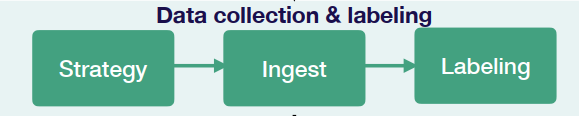 Data collection & labeling
Strategy
Ingest
Labeling